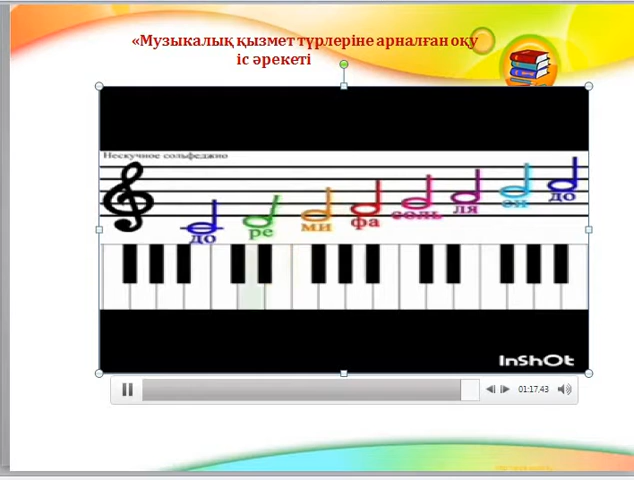 «Музыкалық қызмет түрлеріне арналған оқу
іс әрекеті
Нескучное сольфеджио
до ре ми фа соль ля си до
InShOt
01:17,43